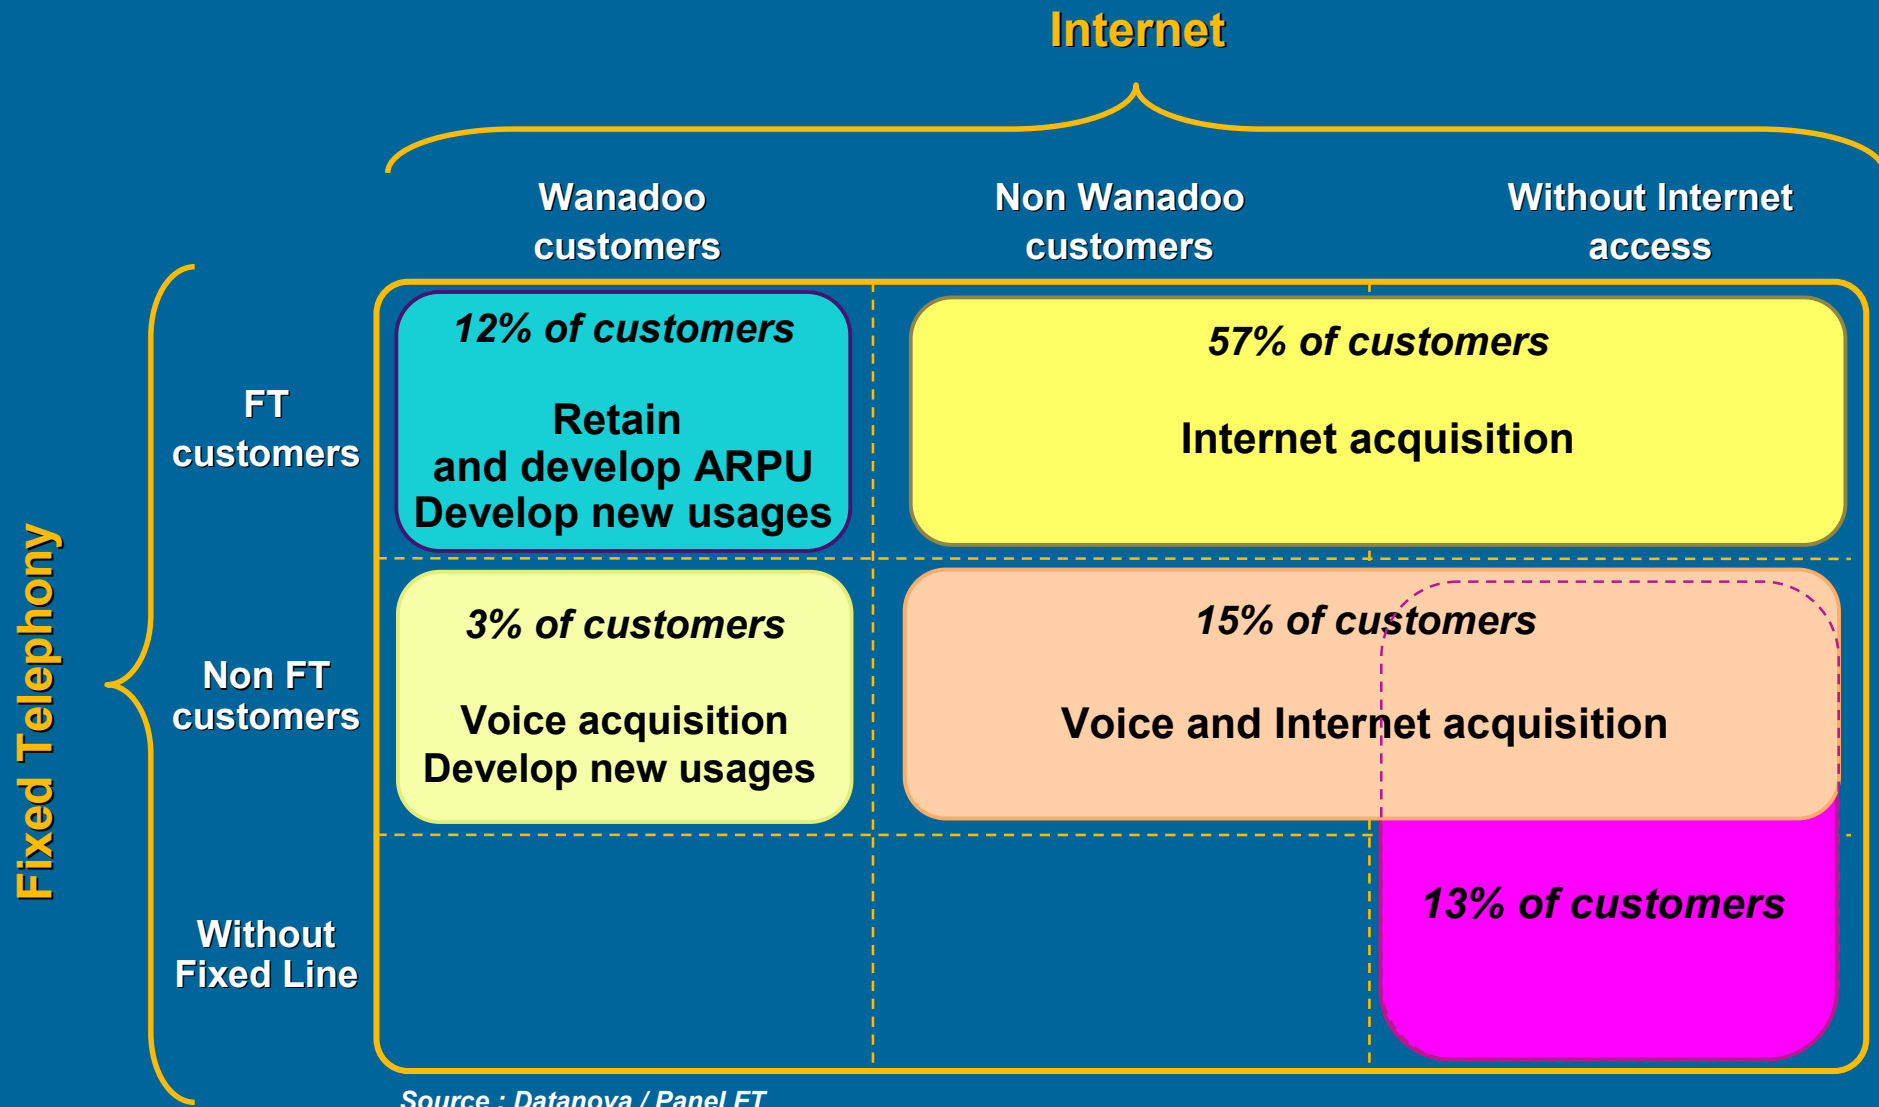 Internet
Wanadoo
customers
Non Wanadoo
customers
Without Internet
access
Fixed Telephony
FT
customers
12% of customers
Retain
and develop ARPU
Develop new usages
57% of customers
Internet acquisition
Non FT
customers
3% of customers
Voice acquisition
Develop new usages
15% of customers
Voice and Internet acquisition
Without
Fixed Line
13% of customers
Source : Datanova / Panel FT